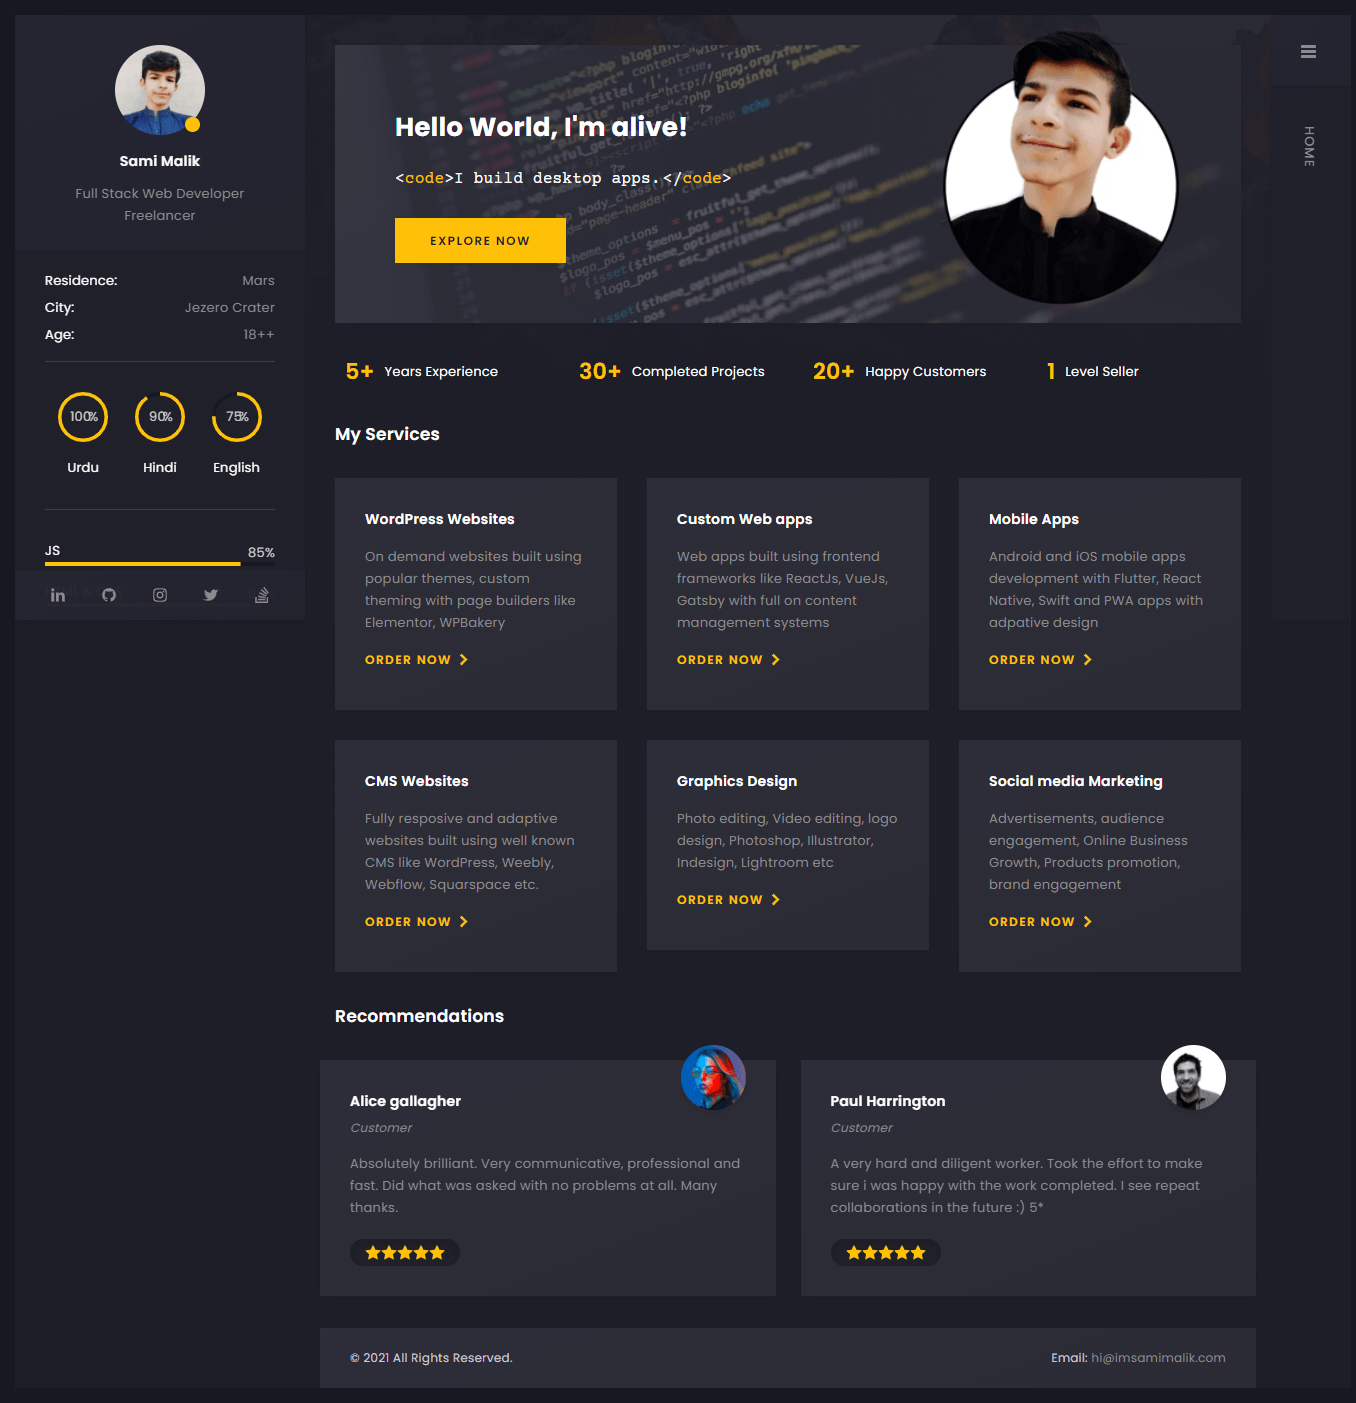 Sami Malik
Full Stack Web Developer
Freelancer
Residence: Mars
City: Jezero Crater
Age: 18++
100% 90% 75%
Urdu Hindi English
JS 85%
Hello World, I'm alive!
<code>I build desktop apps.</code>
EXPLORE NOW
HOME
5+ Years Experience 30+ Completed Projects 20+ Happy Customers 1 Level Seller
My Services
WordPress Websites
On demand websites built using
popular themes, custom
theming with page builders like
Elementor, WPBakery
ORDER NOW
Custom Web apps
Web apps built using frontend
frameworks like ReactJs, VueJs,
Gatsby with full on content
management systems
ORDER NOW
Mobile Apps
Android and iOS mobile apps
development with Flutter, React
Native, Swift and PWA apps with
adpative design
ORDER NOW
CMS Websites
Fully resposive and adaptive
websites built using well known
CMS like WordPress, Weebly,
Webflow, Squarspace etc.
ORDER NOW
Graphics Design
Photo editing, Video editing, logo
design, Photoshop, Illustrator,
Indesign, Lightroom etc
ORDER NOW
Social media Marketing
Advertisements, audience
engagement, Online Business
Growth, Products promotion,
brand engagement
ORDER NOW
Recommendations
Alice gallagher
Customer
Absolutely brilliant. Very communicative, professional and
fast. Did what was asked with no problems at all. Many
thanks.
Paul Harrington
Customer
A very hard and diligent worker. Took the effort to make
sure i was happy with the work completed. I see repeat
collaborations in the future :) 5*
© 2021 All Rights Reserved.
Email: hi@imsamimalik.com